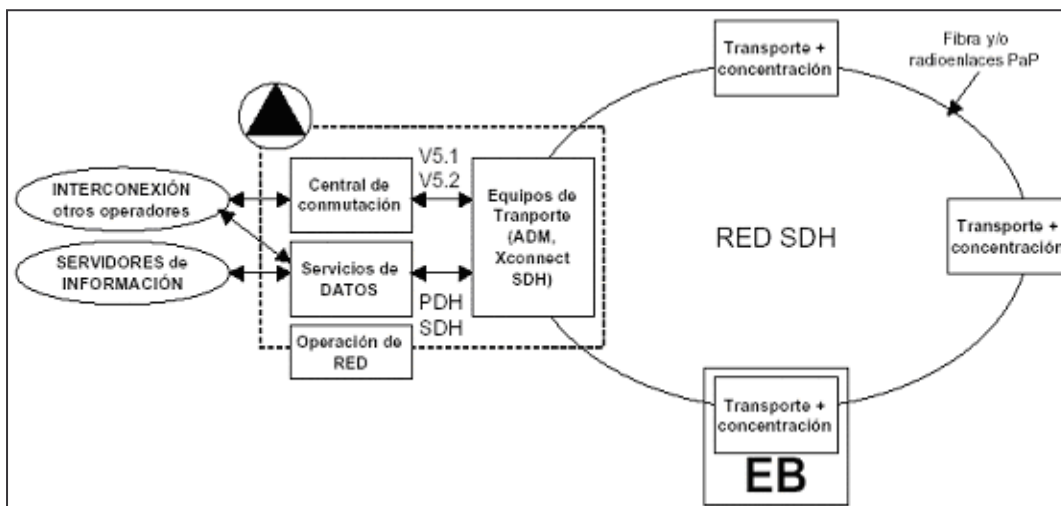 Transporte +
concentración
Fibra y/o
radioenlaces PaP
INTERCONEXIÓN
otros operadores
SERVIDORES de
INFORMACIÓN
Central de
conmutación
V5.1
V5.2
Servicios de
DATOS
PDH
SDH
Operación de
RED
Equipos de
Tranporte
(ADM,
Xconnect
SDH)
RED SDH
Transporte +
concentración
Transporte +
concentración
EB